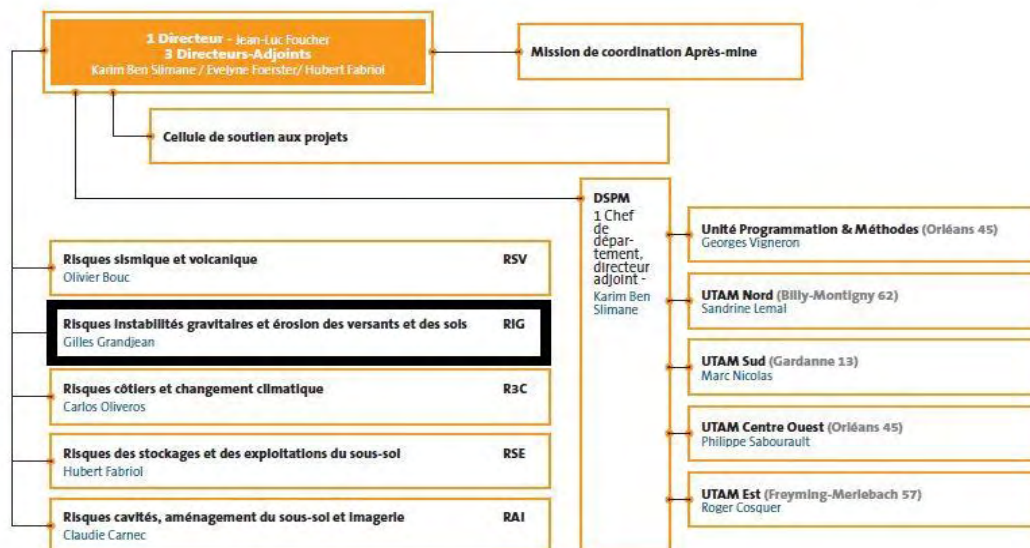 1 Directeur - Jean-Luc Foucher
3 Directeurs-Adjoints
Karim Ben Slimane / Evelyne Foerster/ Hubert Fabriol
Mission de coordination Après-mine
Cellule de soutien aux projets
DSPM
1 Chef
de
dépar-
tement,
directeur
adjoint -
Karim Ben
Slimane
Risques sismique et volcanique RSV
Olivier Bouc
Risques instabilités gravitaires et érosion des versants et des sols RIG
Gilles Grandjean
Risques côtiers et changement climatique R3C
Carlos Oliveros
Risques des stockages et des exploitations du sous-sol RSE
Hubert Fabriol
Risques cavités, aménagement du sous-sol et imagerie RAI
Claudie Carnec
Unité Programmation & Méthodes (Orléans 45)
Georges Vigneron
UTAM Nord (Billy-Montigny 62)
Sandrine Lemal
UTAM Sud (Gardanne 13)
Marc Nicolas
UTAM Centre Ouest (Orléans 45)
Philippe Sabourault
UTAM Est (Freyming-Merlebach 57)
Roger Cosquer